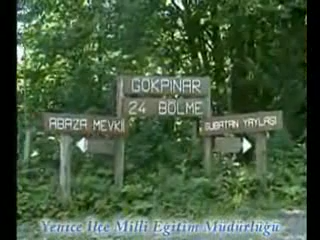 GÖKPINAR
24 BÖLME
ABAZA MEVKİ
SUBATAN YAYLASI
Yenice İlçe Milli Eğitim Müdürlüğü